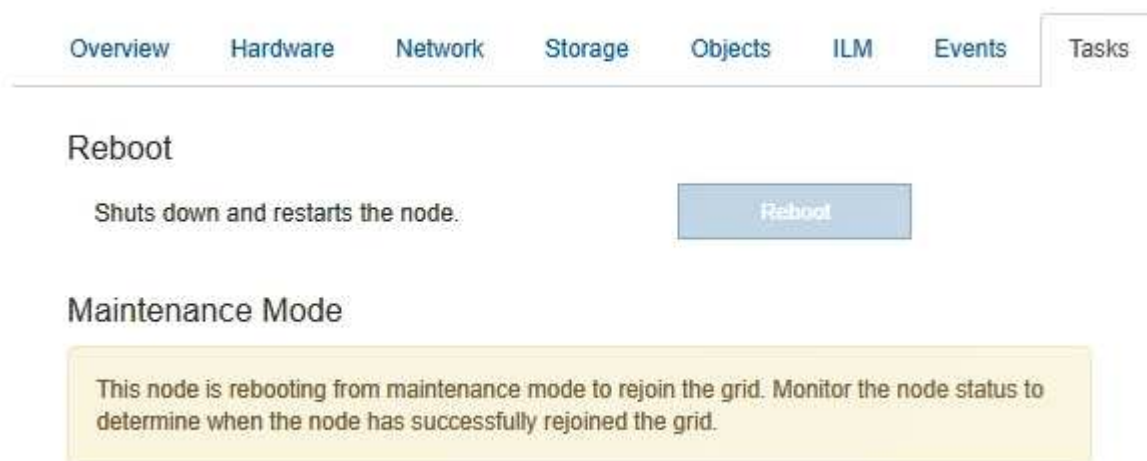 Overview Hardware Network Storage Objects ILM Events Tasks
Reboot
Shuts down and restarts the node. Reboot
Maintenance Mode
This node is rebooting from maintenance mode to rejoin the grid. Monitor the node status to
determine when the node has successfully rejoined the grid.